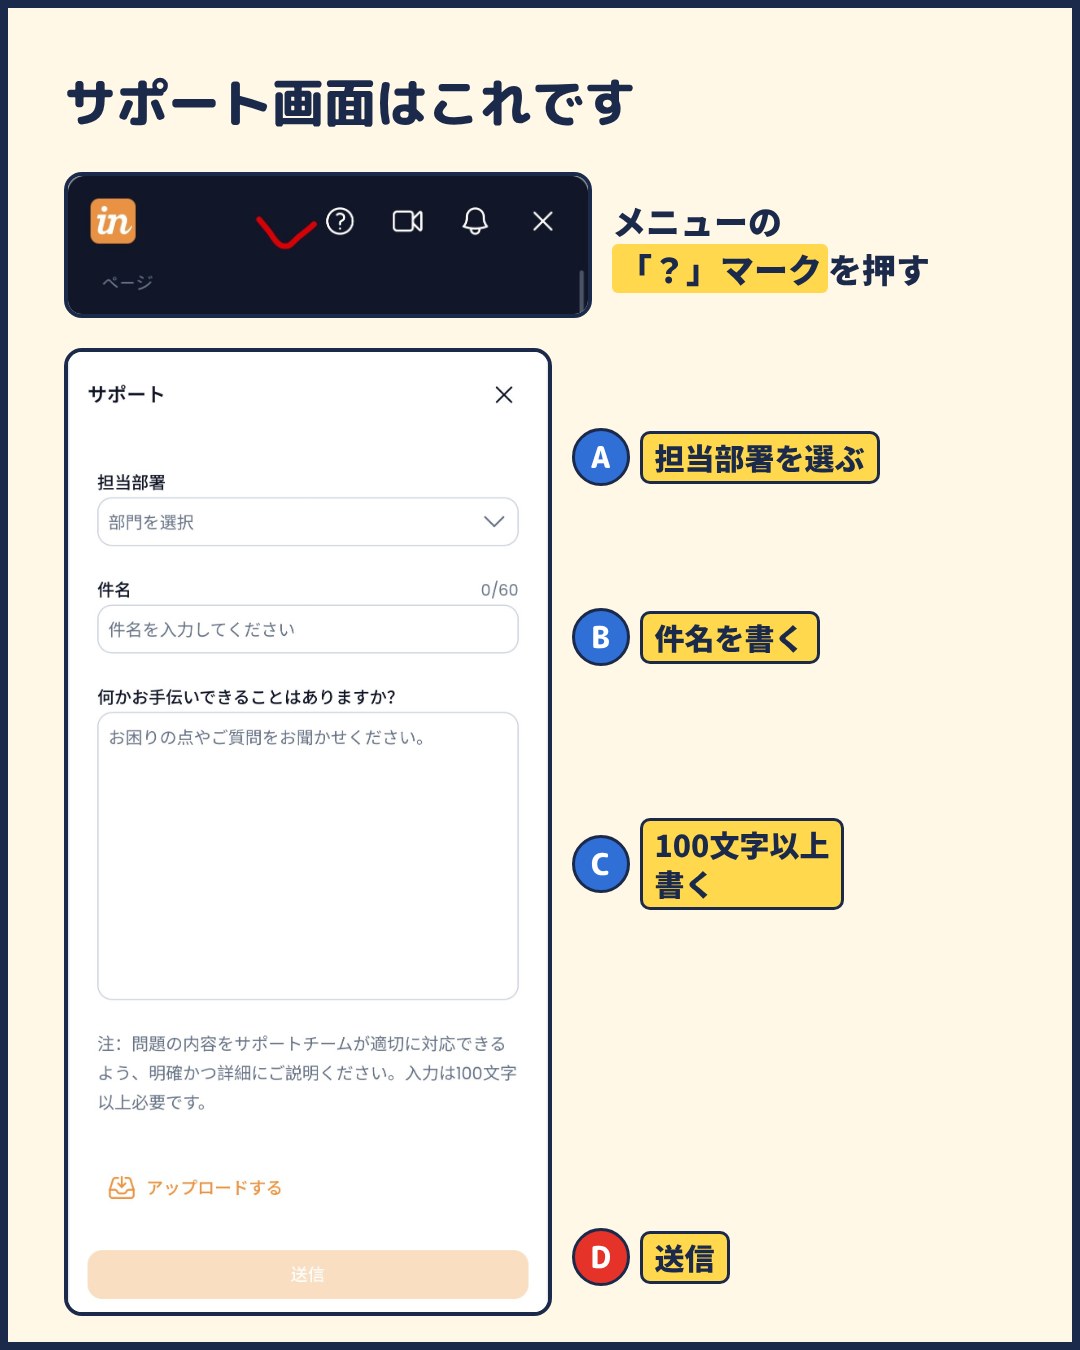 サポート画面はこれです
in
?
ページ
メニューの
「？」マークを押す
サポート
担当部署
部門を選択
A
担当部署を選ぶ
件名
0/60
件名を入力してください
B
件名を書く
何かお手伝いできることはありますか?
お困りの点やご質問をお聞かせください。
C
100文字以上
書く
注：問題の内容をサポートチームが適切に対応できる
よう、明確かつ詳細にご説明ください。入力は100文字
以上必要です。
アップロードする
送信
D
送信